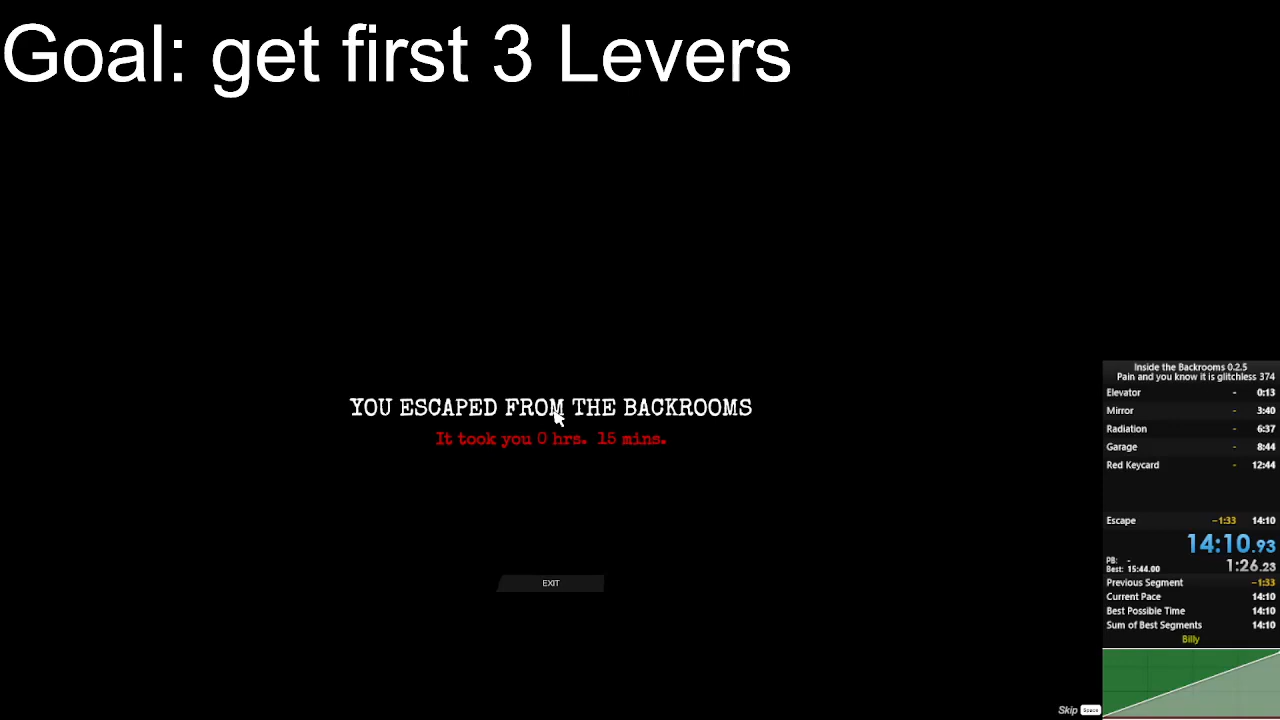 Goal: get first 3 Levers
YOU ESCAPED FROM THE BACKROOMS
It took you 0 hrs. 15 mins.
EXIT
Inside the Backrooms 0.2.5
Pain and you know it is glitchless 374
Elevator - 0:13
Mirror - 3:40
Radiation - 6:37
Garage - 8:44
Red Keycard - 12:44
Escape −1:33 14:10
14:10.93
PB: -
Best: 15:44.00 1:26.23
Previous Segment −1:33
Current Pace 14:10
Best Possible Time 14:10
Sum of Best Segments 14:10
Billy
Skip Space